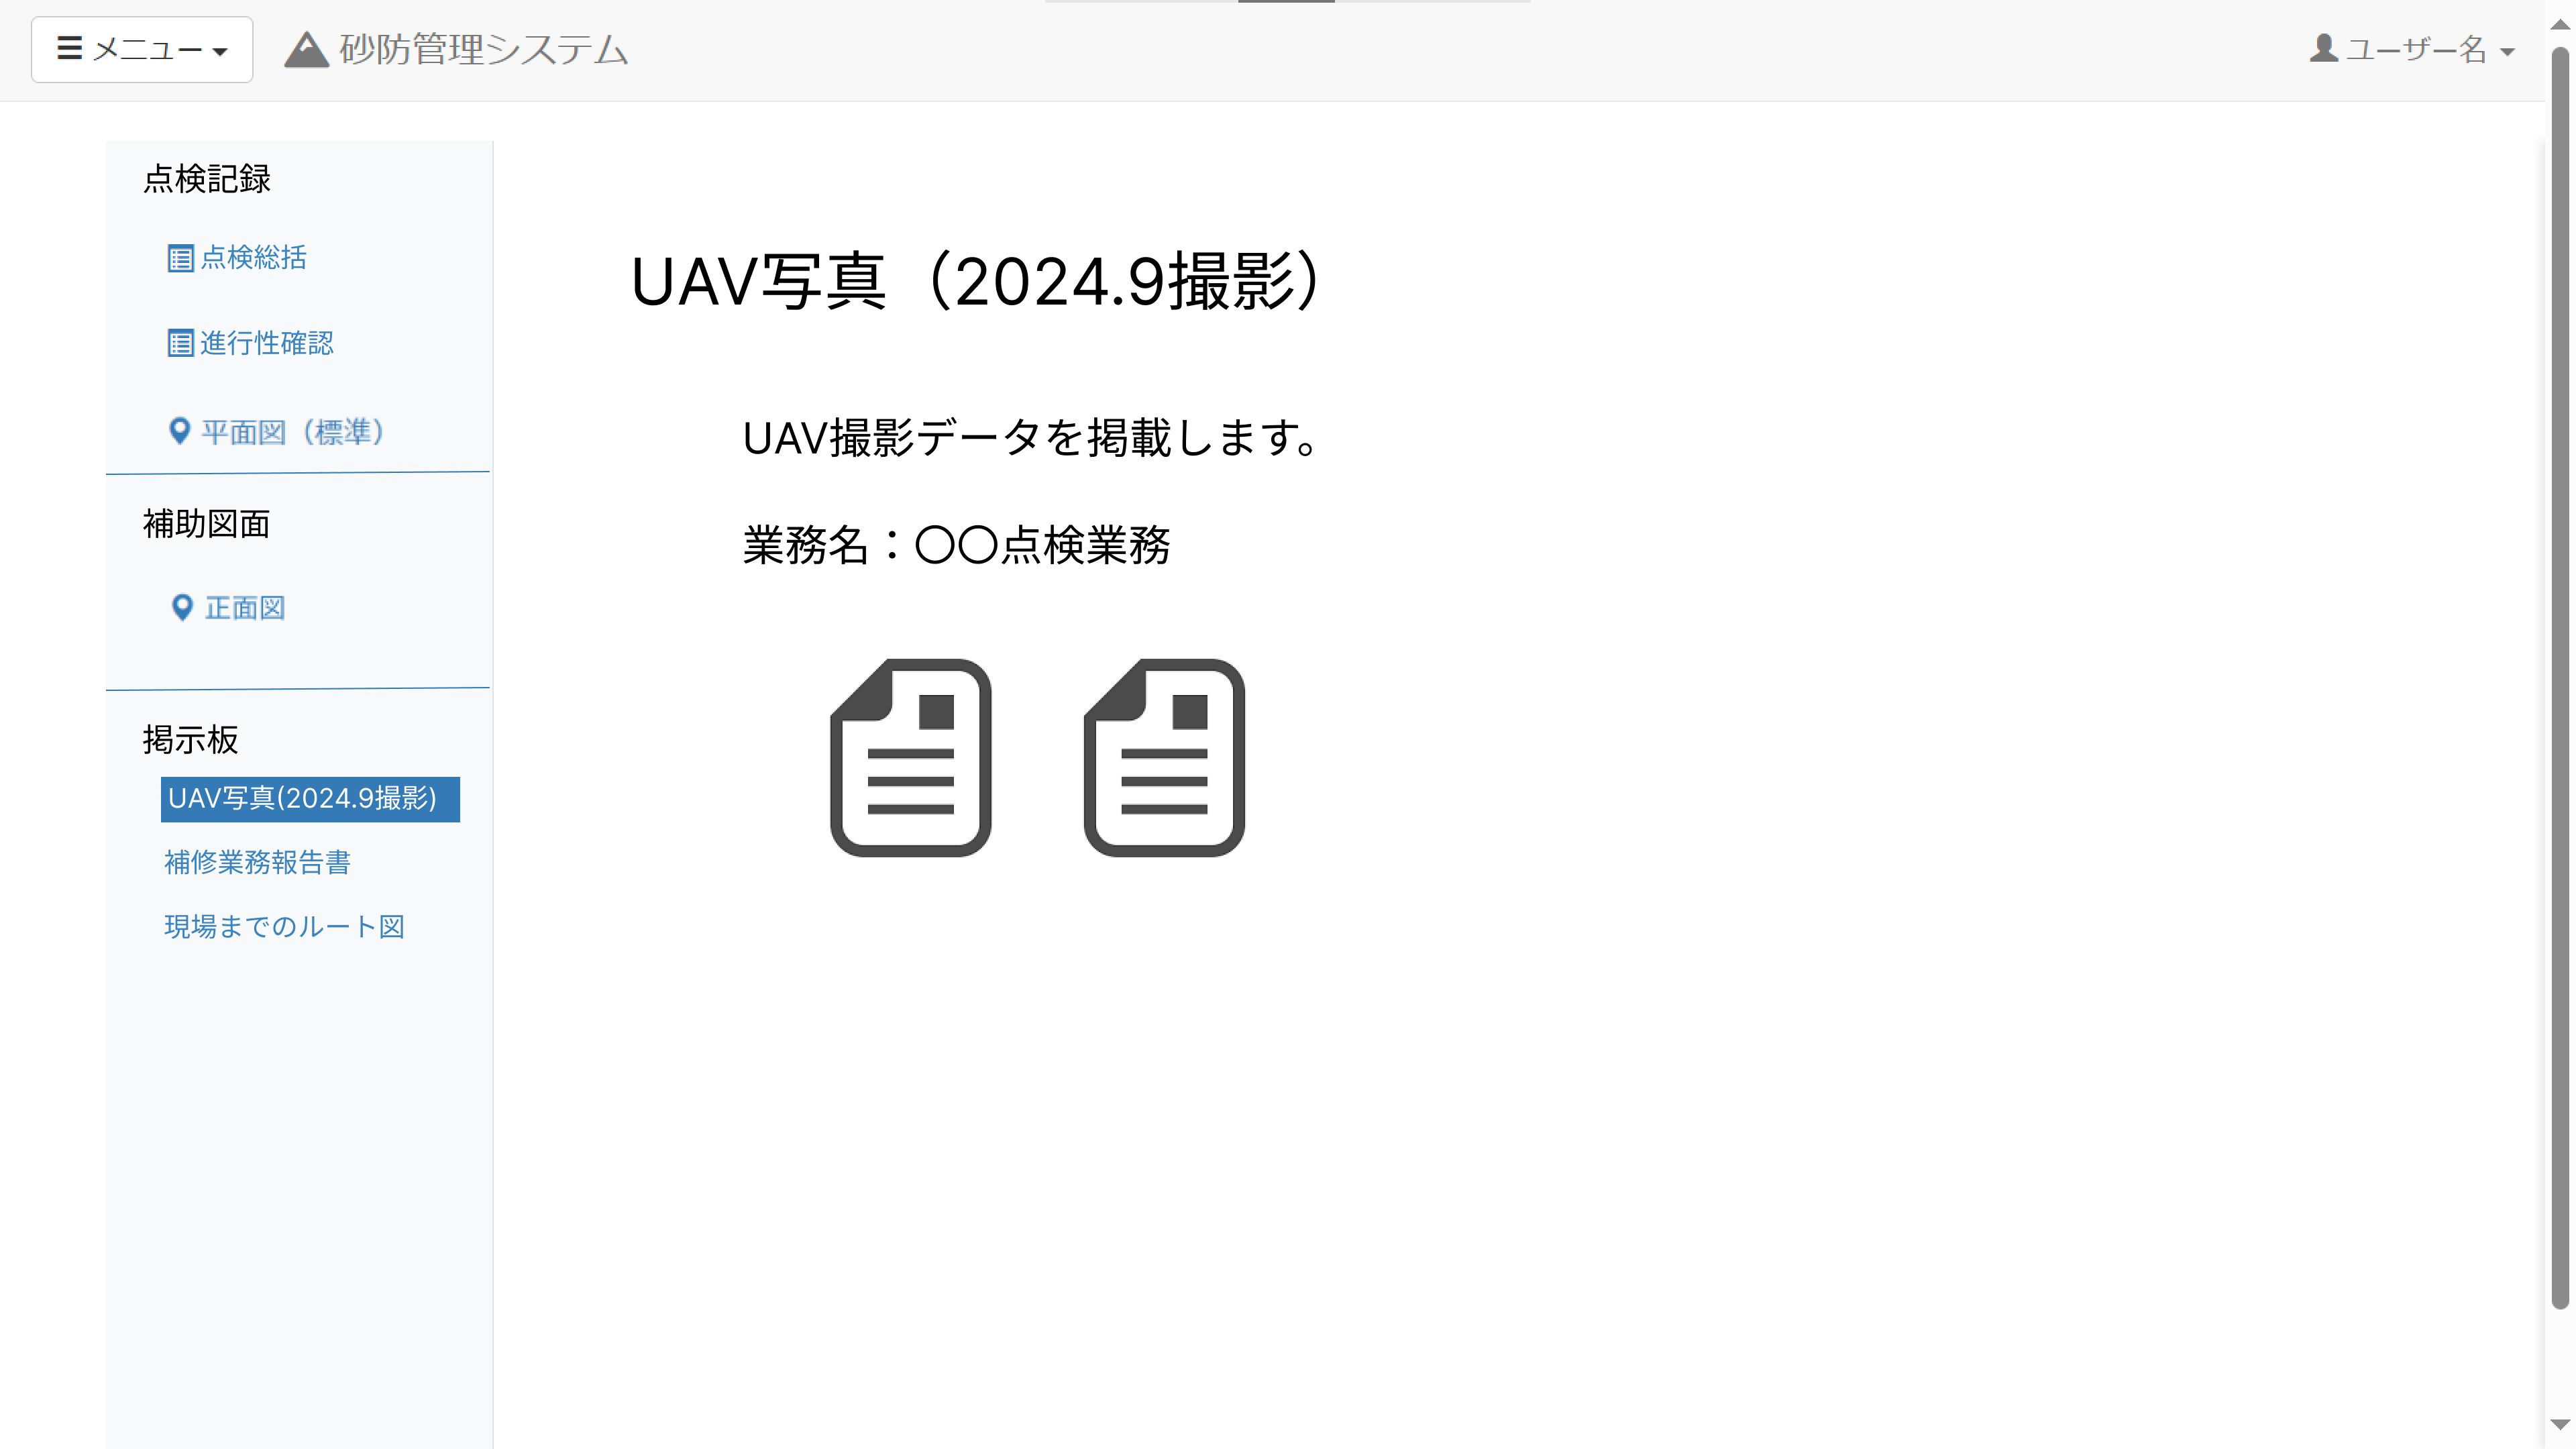 メニュー
砂防管理システム
ユーザー名
点検記録
点検総括
進行性確認
平面図（標準）
補助図面
正面図
掲示板
UAV写真(2024.9撮影)
補修業務報告書
現場までのルート図
UAV写真（2024.9撮影）
UAV撮影データを掲載します。
業務名：〇〇点検業務